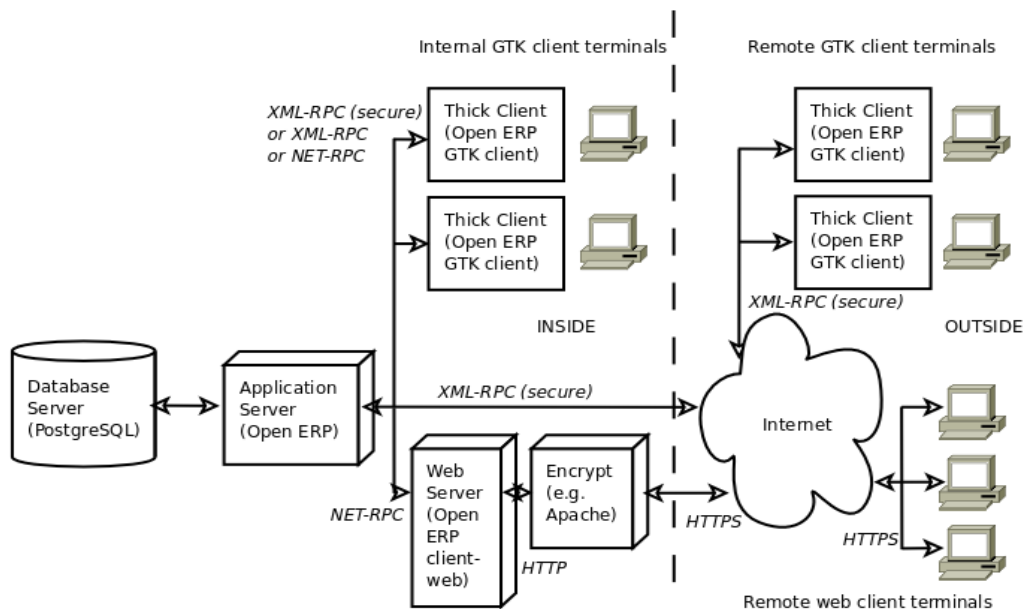 Internal GTK client terminals
Remote GTK client terminals
XML-RPC (secure)
or XML-RPC
or NET-RPC
Thick Client
(Open ERP
GTK client)
Thick Client
(Open ERP
GTK client)
Thick Client
(Open ERP
GTK client)
Thick Client
(Open ERP
GTK client)
XML-RPC (secure)
INSIDE
OUTSIDE
Database
Server
(PostgreSQL)
Application
Server
(Open ERP)
XML-RPC (secure)
Internet
Web
Server
(Open
ERP
client-
web)
Encrypt
(e.g.
Apache)
NET-RPC
HTTP
HTTPS
HTTPS
Remote web client terminals